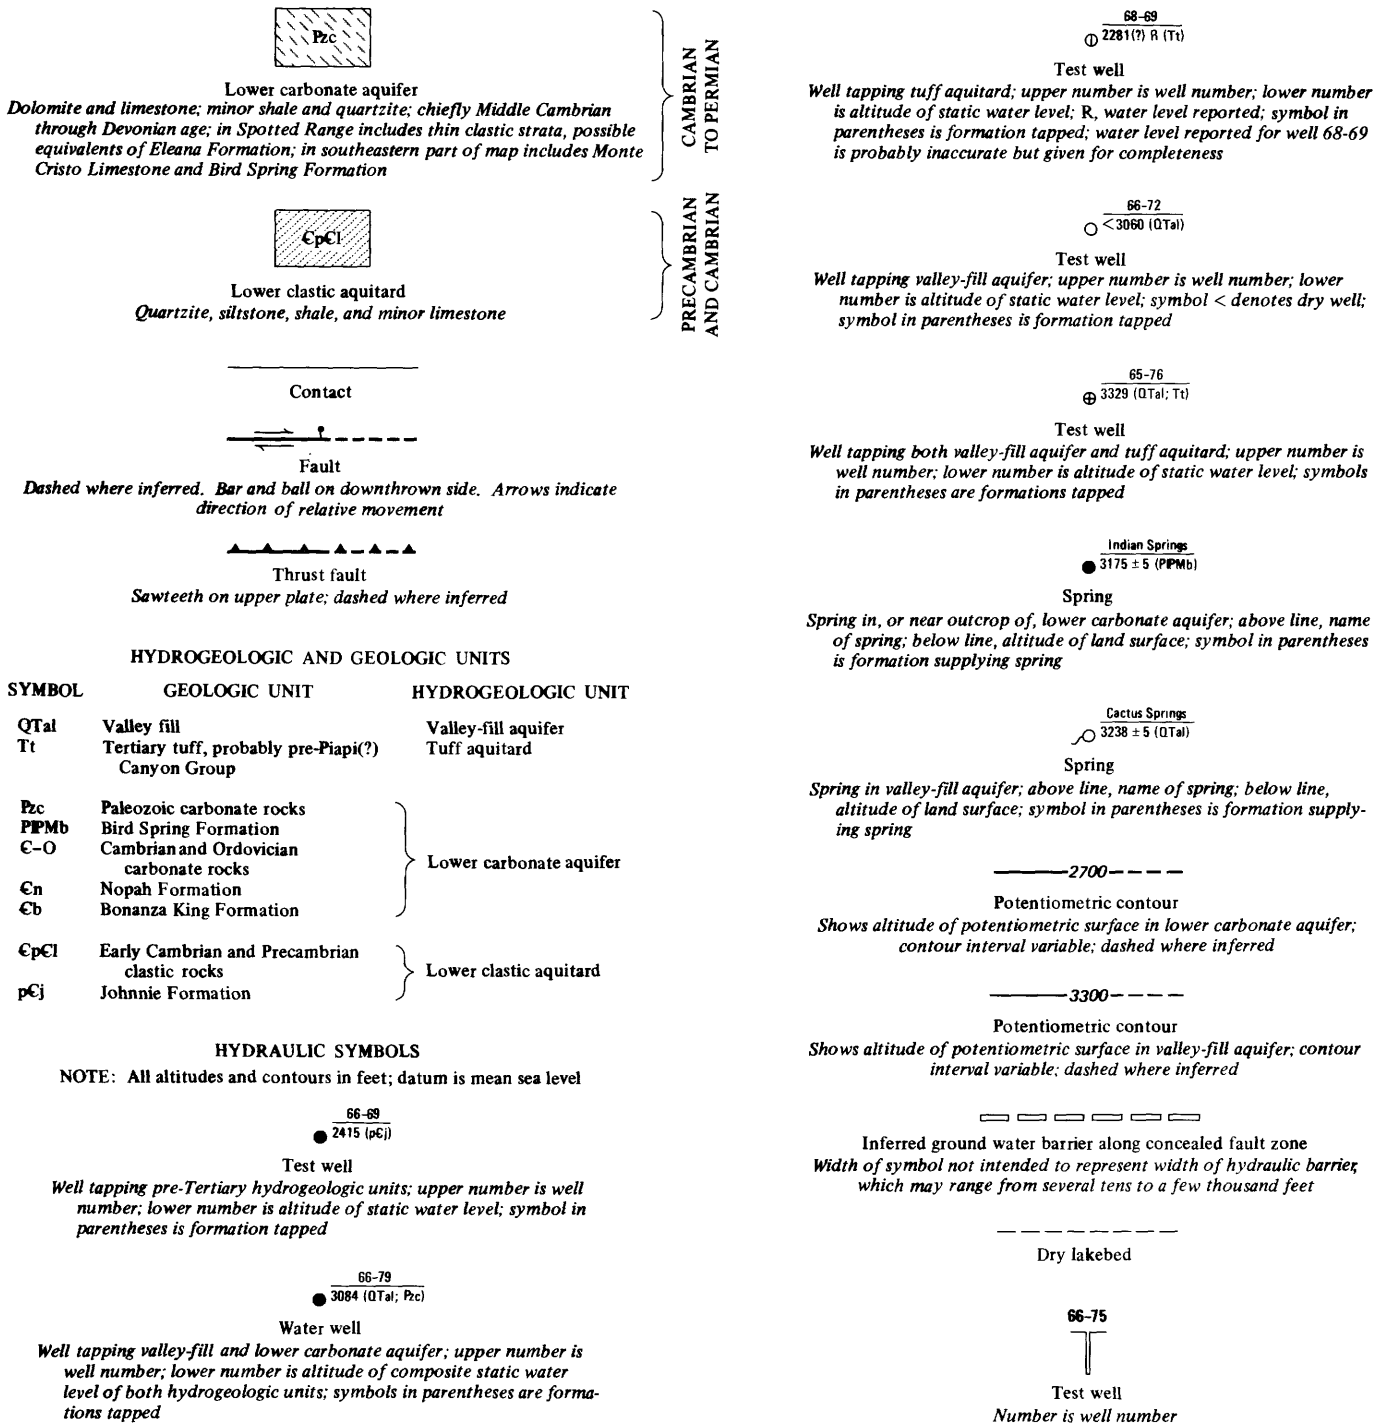 Pzc
Lower carbonate aquifer
Dolomite and limestone; minor shale and quartzite; chiefly Middle Cambrian
through Devonian age; in Spotted Range includes thin clastic strata, possible
equivalents of Eleana Formation; in southeastern part of map includes Monte
Cristo Limestone and Bird Spring Formation
CAMBRIAN
TO PERMIAN
ЄpЄl
Lower clastic aquitard
Quartzite, siltstone, shale, and minor limestone
PRECAMBRIAN
AND CAMBRIAN
Contact
Fault
Dashed where inferred. Bar and ball on downthrown side. Arrows indicate
direction of relative movement
Thrust fault
Sawteeth on upper plate; dashed where inferred
HYDROGEOLOGIC AND GEOLOGIC UNITS
SYMBOL GEOLOGIC UNIT HYDROGEOLOGIC UNIT
QTal Valley fill Valley-fill aquifer
Tt Tertiary tuff, probably pre-Piapi(?) Tuff aquitard
Canyon Group
Pzc Paleozoic carbonate rocks
PIPMb Bird Spring Formation
Є-O Cambrian and Ordovician
carbonate rocks
Lower carbonate aquifer
Єn Nopah Formation
Єb Bonanza King Formation
ЄpЄl Early Cambrian and Precambrian
clastic rocks
Lower clastic aquitard
pЄj Johnnie Formation
HYDRAULIC SYMBOLS
NOTE: All altitudes and contours in feet; datum is mean sea level
66-69
2415 (pЄj)
Test well
Well tapping pre-Tertiary hydrogeologic units; upper number is well
number; lower number is altitude of static water level; symbol in
parentheses is formation tapped
66-79
3084 (QTal; Pzc)
Water well
Well tapping valley-fill and lower carbonate aquifer; upper number is
well number; lower number is altitude of composite static water
level of both hydrogeologic units; symbols in parentheses are forma-
tions tapped
68-69
2281(?) R (Tt)
Test well
Well tapping tuff aquitard; upper number is well number; lower number
is altitude of static water level; R, water level reported; symbol in
parentheses is formation tapped; water level reported for well 68-69
is probably inaccurate but given for completeness
66-72
<3060 (QTal)
Test well
Well tapping valley-fill aquifer; upper number is well number; lower
number is altitude of static water level; symbol < denotes dry well;
symbol in parentheses is formation tapped
65-76
3329 (QTal; Tt)
Test well
Well tapping both valley-fill aquifer and tuff aquitard; upper number is
well number; lower number is altitude of static water level; symbols
in parentheses are formations tapped
Indian Springs
3175 ± 5 (PIPMb)
Spring
Spring in, or near outcrop of, lower carbonate aquifer; above line, name
of spring; below line, altitude of land surface; symbol in parentheses
is formation supplying spring
Cactus Springs
3238 ± 5 (QTal)
Spring
Spring in valley-fill aquifer; above line, name of spring; below line,
altitude of land surface; symbol in parentheses is formation supply-
ing spring
2700
Potentiometric contour
Shows altitude of potentiometric surface in lower carbonate aquifer;
contour interval variable; dashed where inferred
3300
Potentiometric contour
Shows altitude of potentiometric surface in valley-fill aquifer; contour
interval variable; dashed where inferred
Inferred ground water barrier along concealed fault zone
Width of symbol not intended to represent width of hydraulic barrier,
which may range from several tens to a few thousand feet
Dry lakebed
66-75
Test well
Number is well number